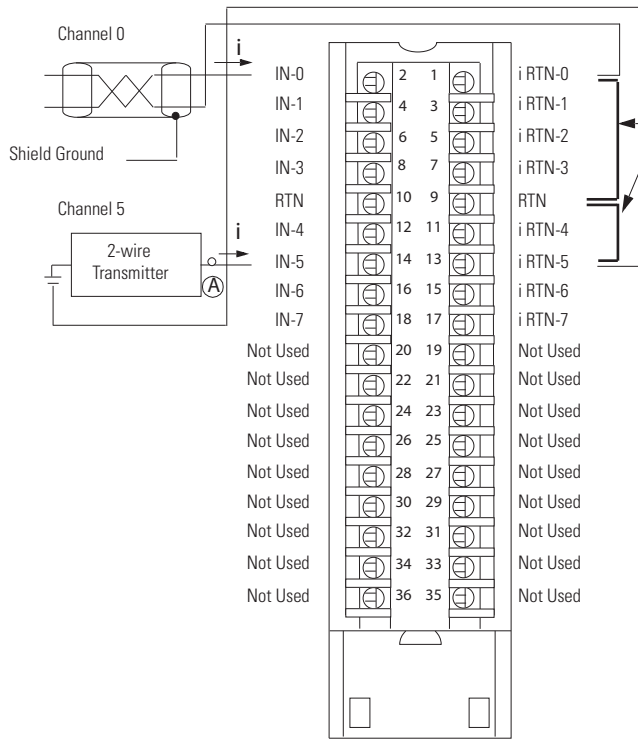 Channel 0
i
Shield Ground
Channel 5
2-wire
Transmitter
i
A
IN-0 2 1 i RTN-0
IN-1 4 3 i RTN-1
IN-2 6 5 i RTN-2
IN-3 8 7 i RTN-3
RTN 10 9 RTN
IN-4 12 11 i RTN-4
IN-5 14 13 i RTN-5
IN-6 16 15 i RTN-6
IN-7 18 17 i RTN-7
Not Used 20 19 Not Used
Not Used 22 21 Not Used
Not Used 24 23 Not Used
Not Used 26 25 Not Used
Not Used 28 27 Not Used
Not Used 30 29 Not Used
Not Used 32 31 Not Used
Not Used 34 33 Not Used
Not Used 36 35 Not Used